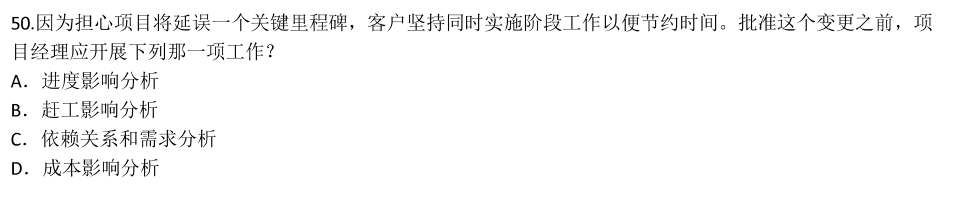 50.因为担心项目将延误一个关键里程碑，客户坚持同时实施阶段工作以便节约时间。批准这个变更之前，项
目经理应开展下列那一项工作？
A．进度影响分析
B．赶工影响分析
C．依赖关系和需求分析
D．成本影响分析